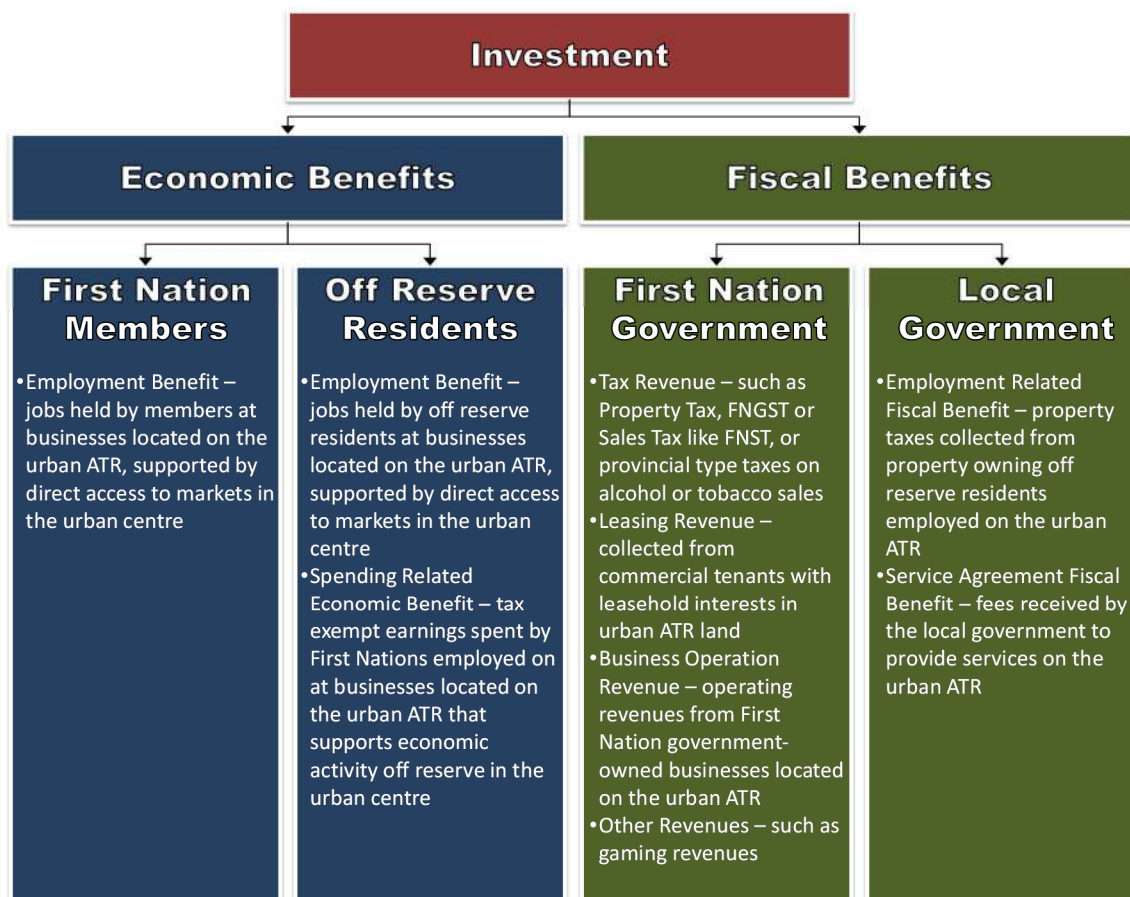 Investment
Economic Benefits
Fiscal Benefits
First Nation
Members
•Employment Benefit –
jobs held by members at
businesses located on the
urban ATR, supported by
direct access to markets in
the urban centre
Off Reserve
Residents
•Employment Benefit –
jobs held by off reserve
residents at businesses
located on the urban ATR,
supported by direct access
to markets in the urban
centre
•Spending Related
Economic Benefit – tax
exempt earnings spent by
First Nations employed on
at businesses located on
the urban ATR that
supports economic
activity off reserve in the
urban centre
First Nation
Government
•Tax Revenue – such as
Property Tax, FNGST or
Sales Tax like FNST, or
provincial type taxes on
alcohol or tobacco sales
•Leasing Revenue –
collected from
commercial tenants with
leasehold interests in
urban ATR land
•Business Operation
Revenue – operating
revenues from First
Nation government-
owned businesses located
on the urban ATR
•Other Revenues – such as
gaming revenues
Local
Government
•Employment Related
Fiscal Benefit – property
taxes collected from
property owning off
reserve residents
employed on the urban
ATR
•Service Agreement Fiscal
Benefit – fees received by
the local government to
provide services on the
urban ATR